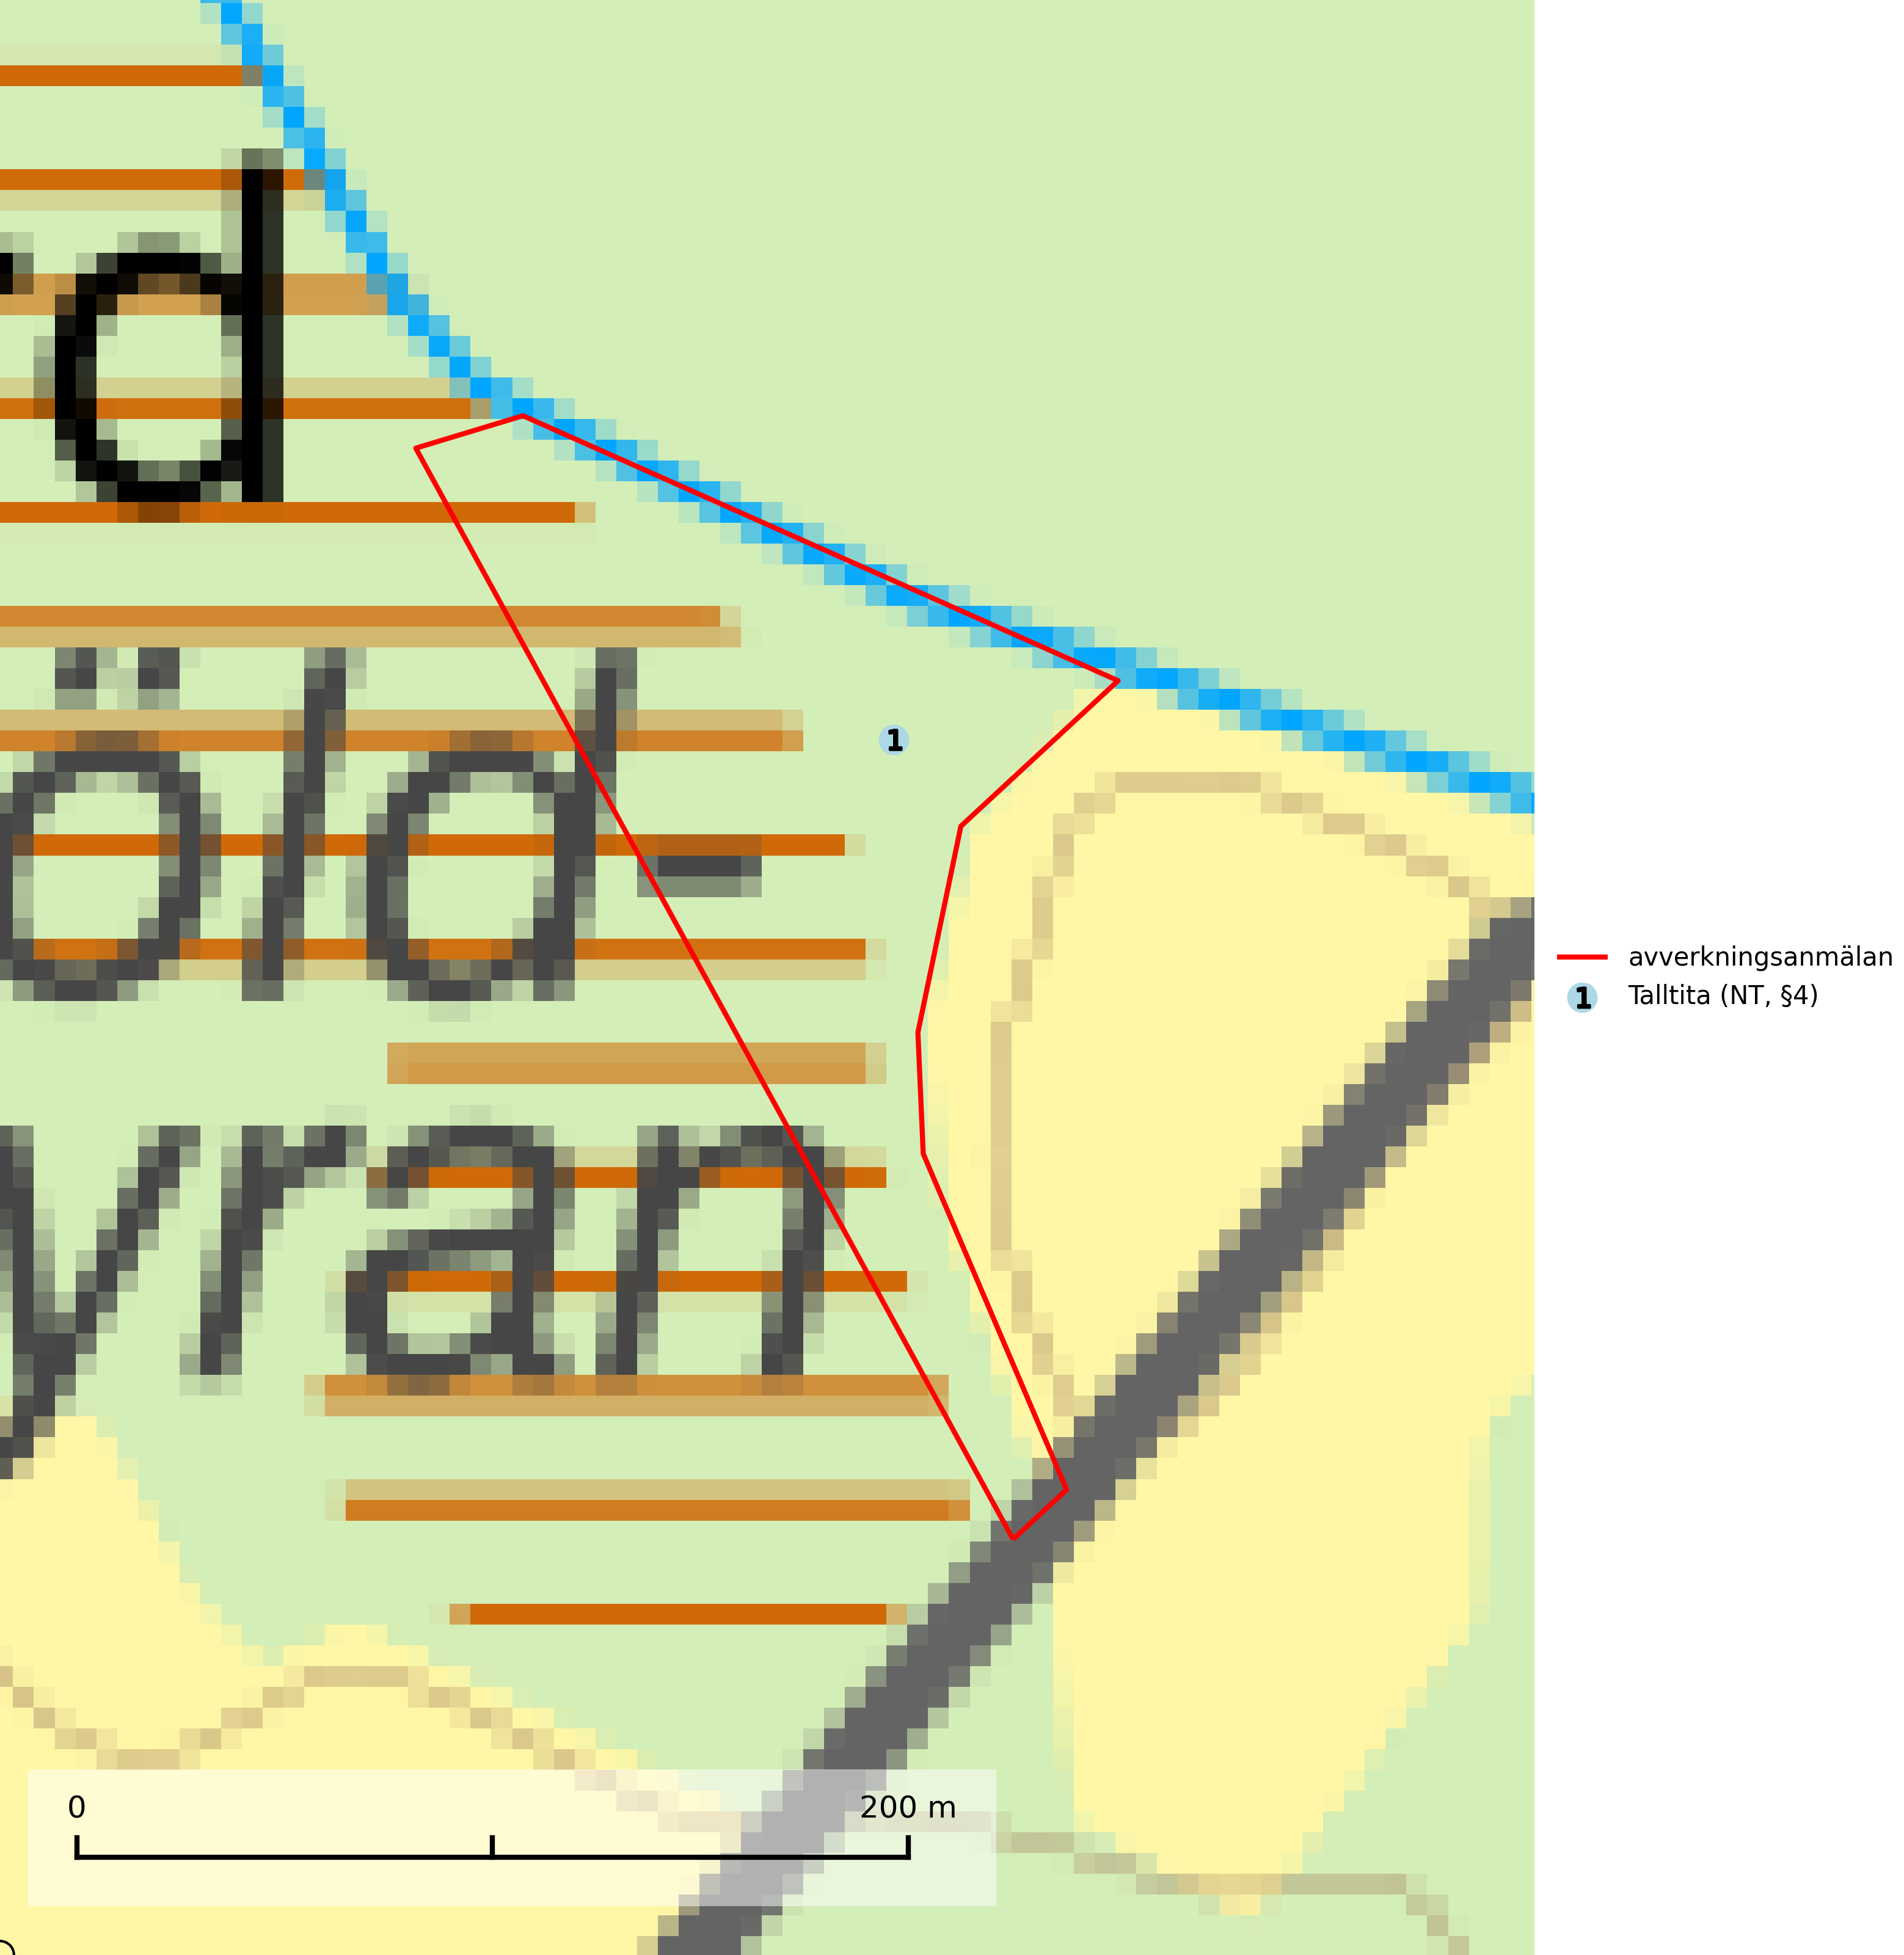 d
avverkningsanmälan
1 Talltita (NT, §4)
1
0 200 m